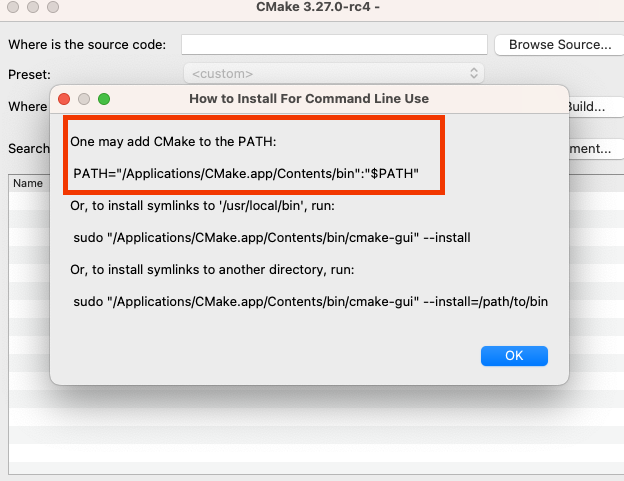 CMake 3.27.0-rc4 -
Where is the source code:
Browse Source...
Preset:
<custom>
How to Install For Command Line Use
Where
Build...
One may add CMake to the PATH:
Search
ment...
PATH="/Applications/CMake.app/Contents/bin":"$PATH"
Name
Or, to install symlinks to '/usr/local/bin', run:
sudo "/Applications/CMake.app/Contents/bin/cmake-gui" --install
Or, to install symlinks to another directory, run:
sudo "/Applications/CMake.app/Contents/bin/cmake-gui" --install=/path/to/bin
OK